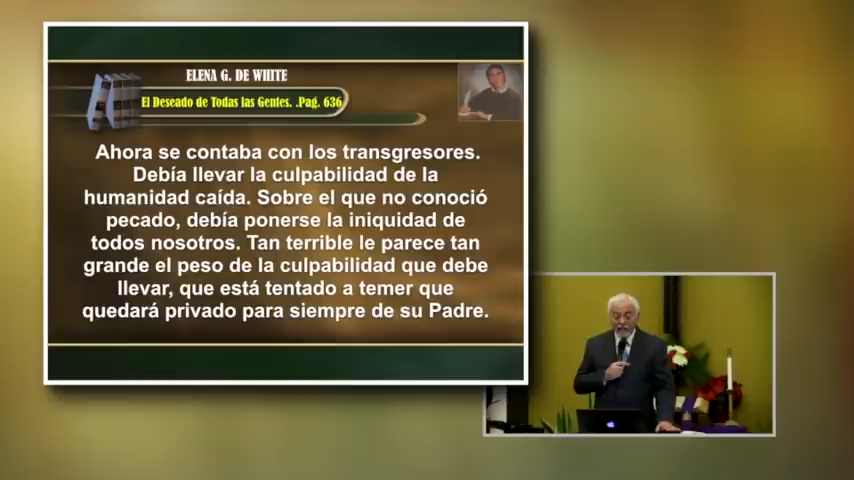 ELENA G. DE WHITE
El Deseado de Todas las Gentes. .Pag. 636
Ahora se contaba con los transgresores.
Debía llevar la culpabilidad de la
humanidad caída. Sobre el que no conoció
pecado, debía ponerse la iniquidad de
todos nosotros. Tan terrible le parece tan
grande el peso de la culpabilidad que debe
llevar, que está tentado a temer que
quedará privado para siempre de su Padre.